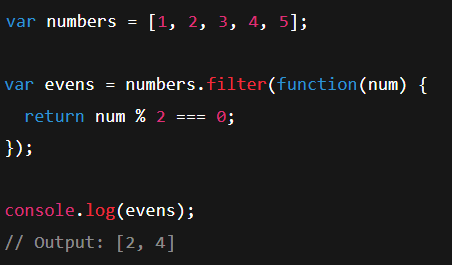 var numbers = [1, 2, 3, 4, 5];
var evens = numbers.filter(function(num) {
  return num % 2 === 0;
});
console.log(evens);
// Output: [2, 4]